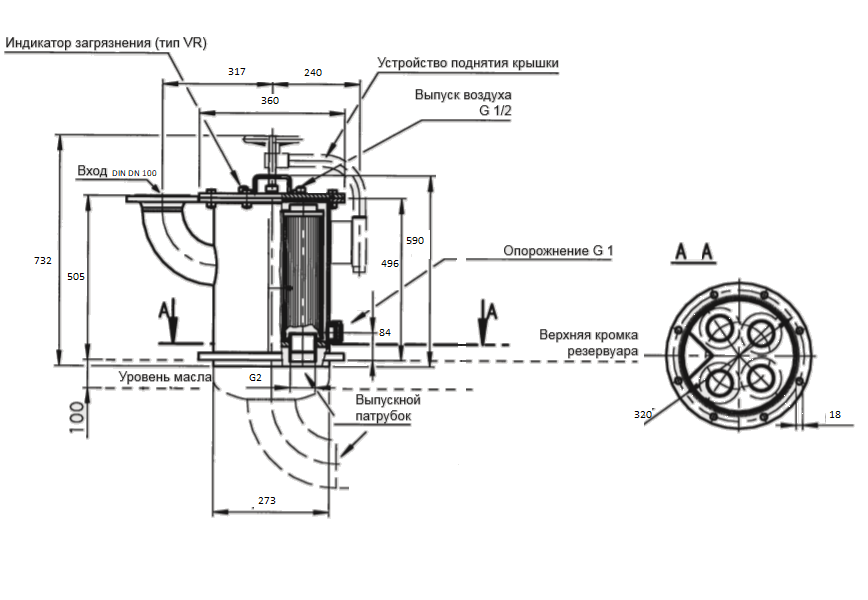 Индикатор загрязнения (тип VR)
317
240
Устройство поднятия крышки
360
Выпуск воздуха
G 1/2
Вход DIN DN 100
732
505
590
496
Опорожнение G 1
A A
A
A
84
Верхняя кромка
резервуара
Уровень масла
G2
100
Выпускной
патрубок
320
18
273